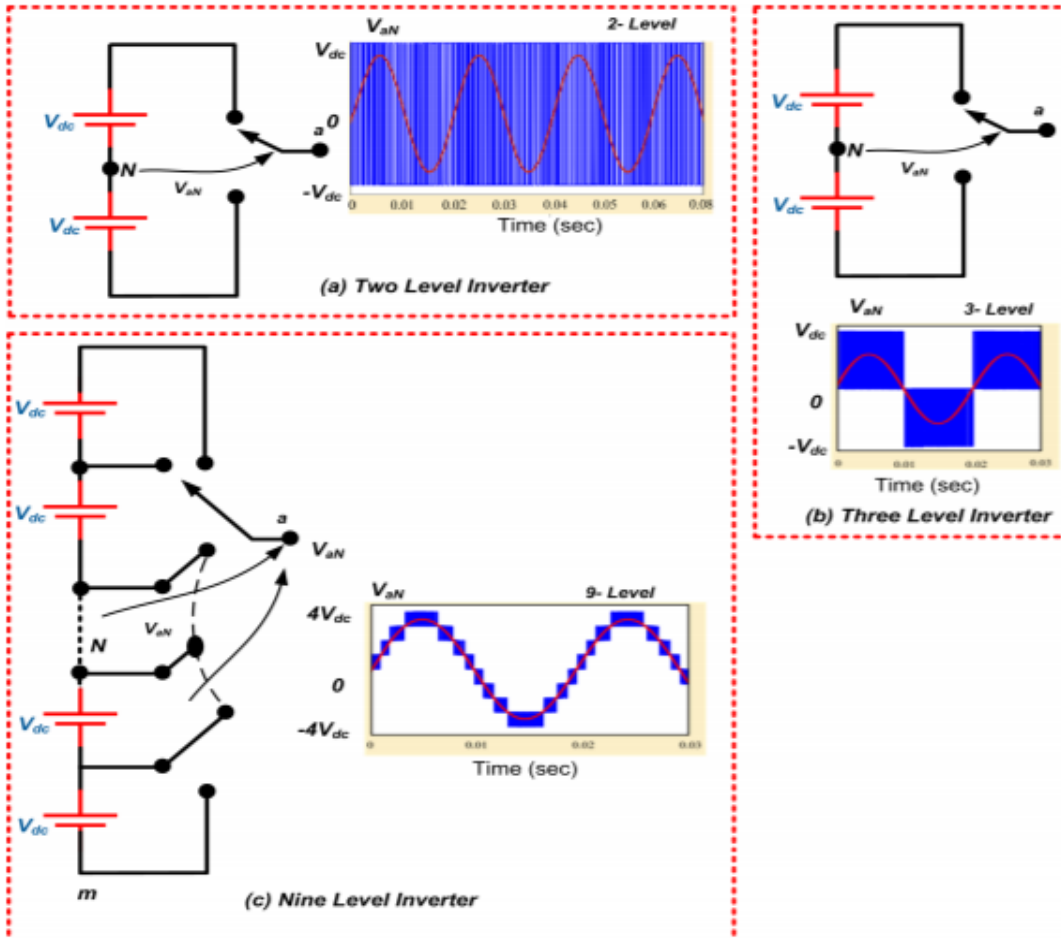 V_aN 2- Level
V_dc
0
-V_dc
0 0.01 0.02 0.03 0.04 0.05 0.06 0.08
Time (sec)
V_dc
N
V_aN
a
V_dc
(a) Two Level Inverter
V_dc
N
V_aN
a
V_dc
V_aN 3- Level
V_dc
0
-V_dc
0 0.01 0.02 0.03
Time (sec)
(b) Three Level Inverter
V_dc
V_dc
a
V_aN
N
V_aN
V_dc
V_dc
m
V_aN 9- Level
4V_dc
0
-4V_dc
0 0.01 0.02 0.03
Time (sec)
(c) Nine Level Inverter